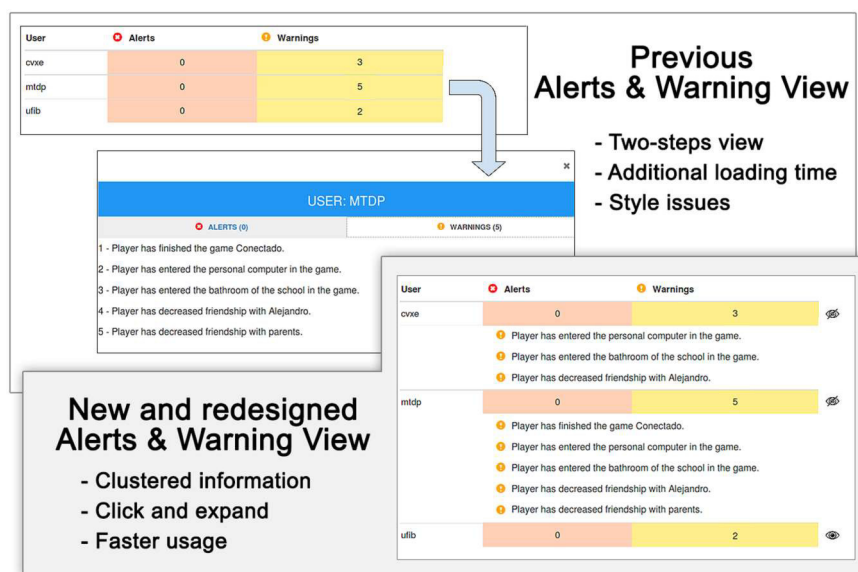 User Alerts Warnings
cvxe 0 3
mtdp 0 5
ufib 0 2
Previous
Alerts & Warning View
- Two-steps view
- Additional loading time
- Style issues
×
USER: MTDP
ALERTS (0) WARNINGS (5)
1 - Player has finished the game Conectado.
2 - Player has entered the personal computer in the game.
3 - Player has entered the bathroom of the school in the game.
4 - Player has decreased friendship with Alejandro.
5 - Player has decreased friendship with parents.
New and redesigned
Alerts & Warning View
- Clustered information
- Click and expand
- Faster usage
User Alerts Warnings
cvxe 0 3
Player has entered the personal computer in the game.
Player has entered the bathroom of the school in the game.
Player has decreased friendship with Alejandro.
mtdp 0 5
Player has finished the game Conectado.
Player has entered the personal computer in the game.
Player has entered the bathroom of the school in the game.
Player has decreased friendship with Alejandro.
Player has decreased friendship with parents.
ufib 0 2